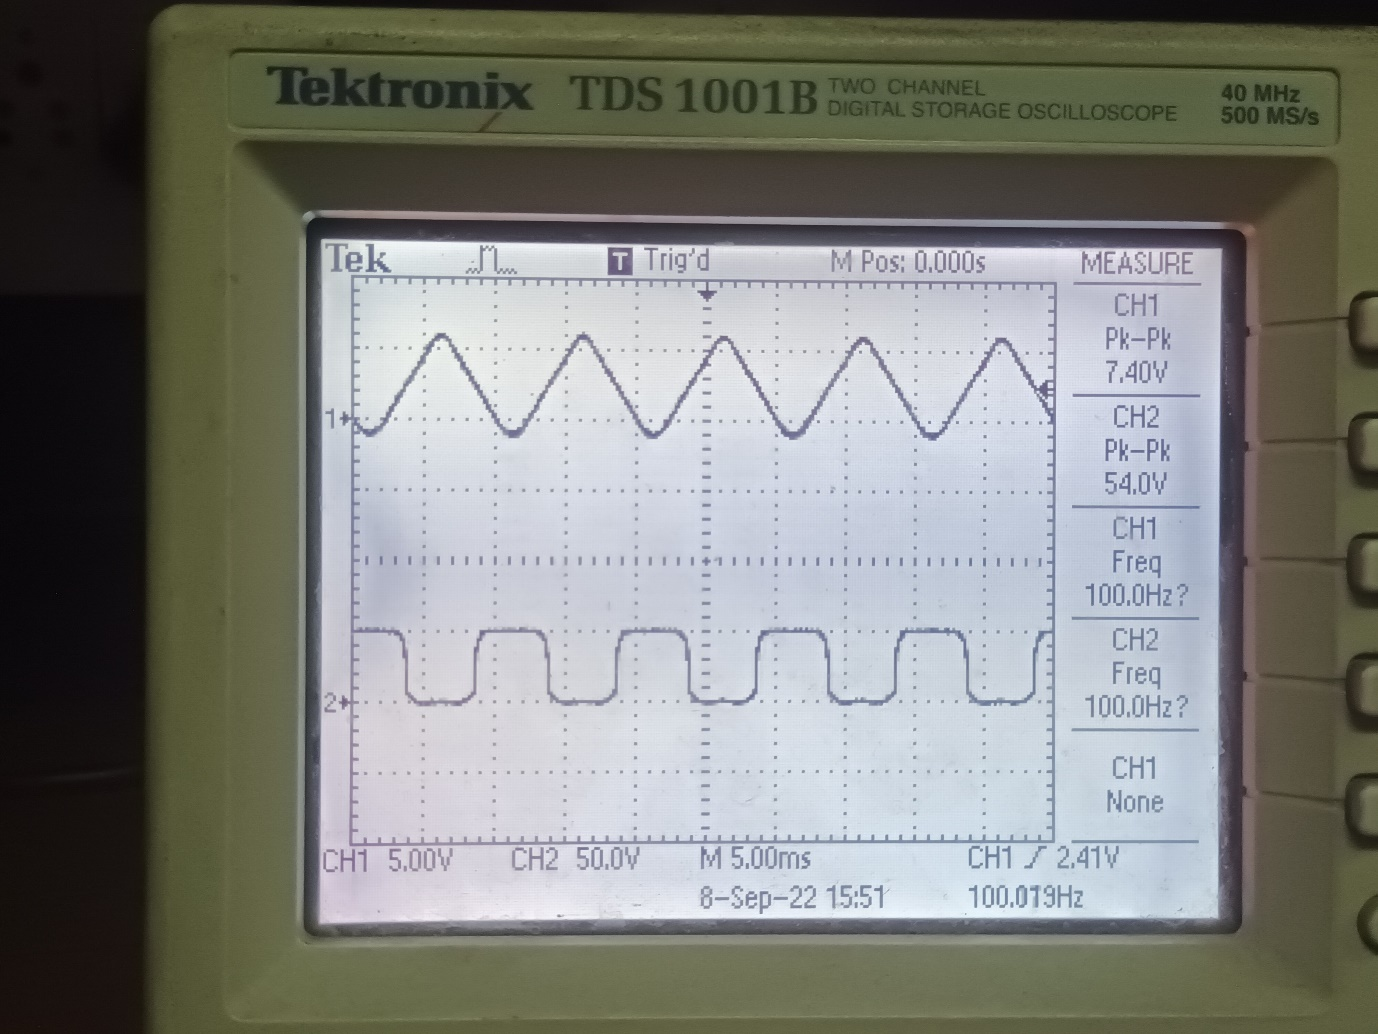 Tektronix TDS 1001B TWO CHANNEL DIGITAL STORAGE OSCILLOSCOPE 40 MHz 500 MS/s
Tek T Trig'd M Pos: 0.000s MEASURE
CH1
Pk-Pk
7.40V
CH2
Pk-Pk
54.0V
CH1
Freq
100.0Hz?
CH2
Freq
100.0Hz?
CH1
None
1
2
CH1 5.00V CH2 50.0V M 5.00ms CH1 2.41V
8-Sep-22 15:51 100.019Hz